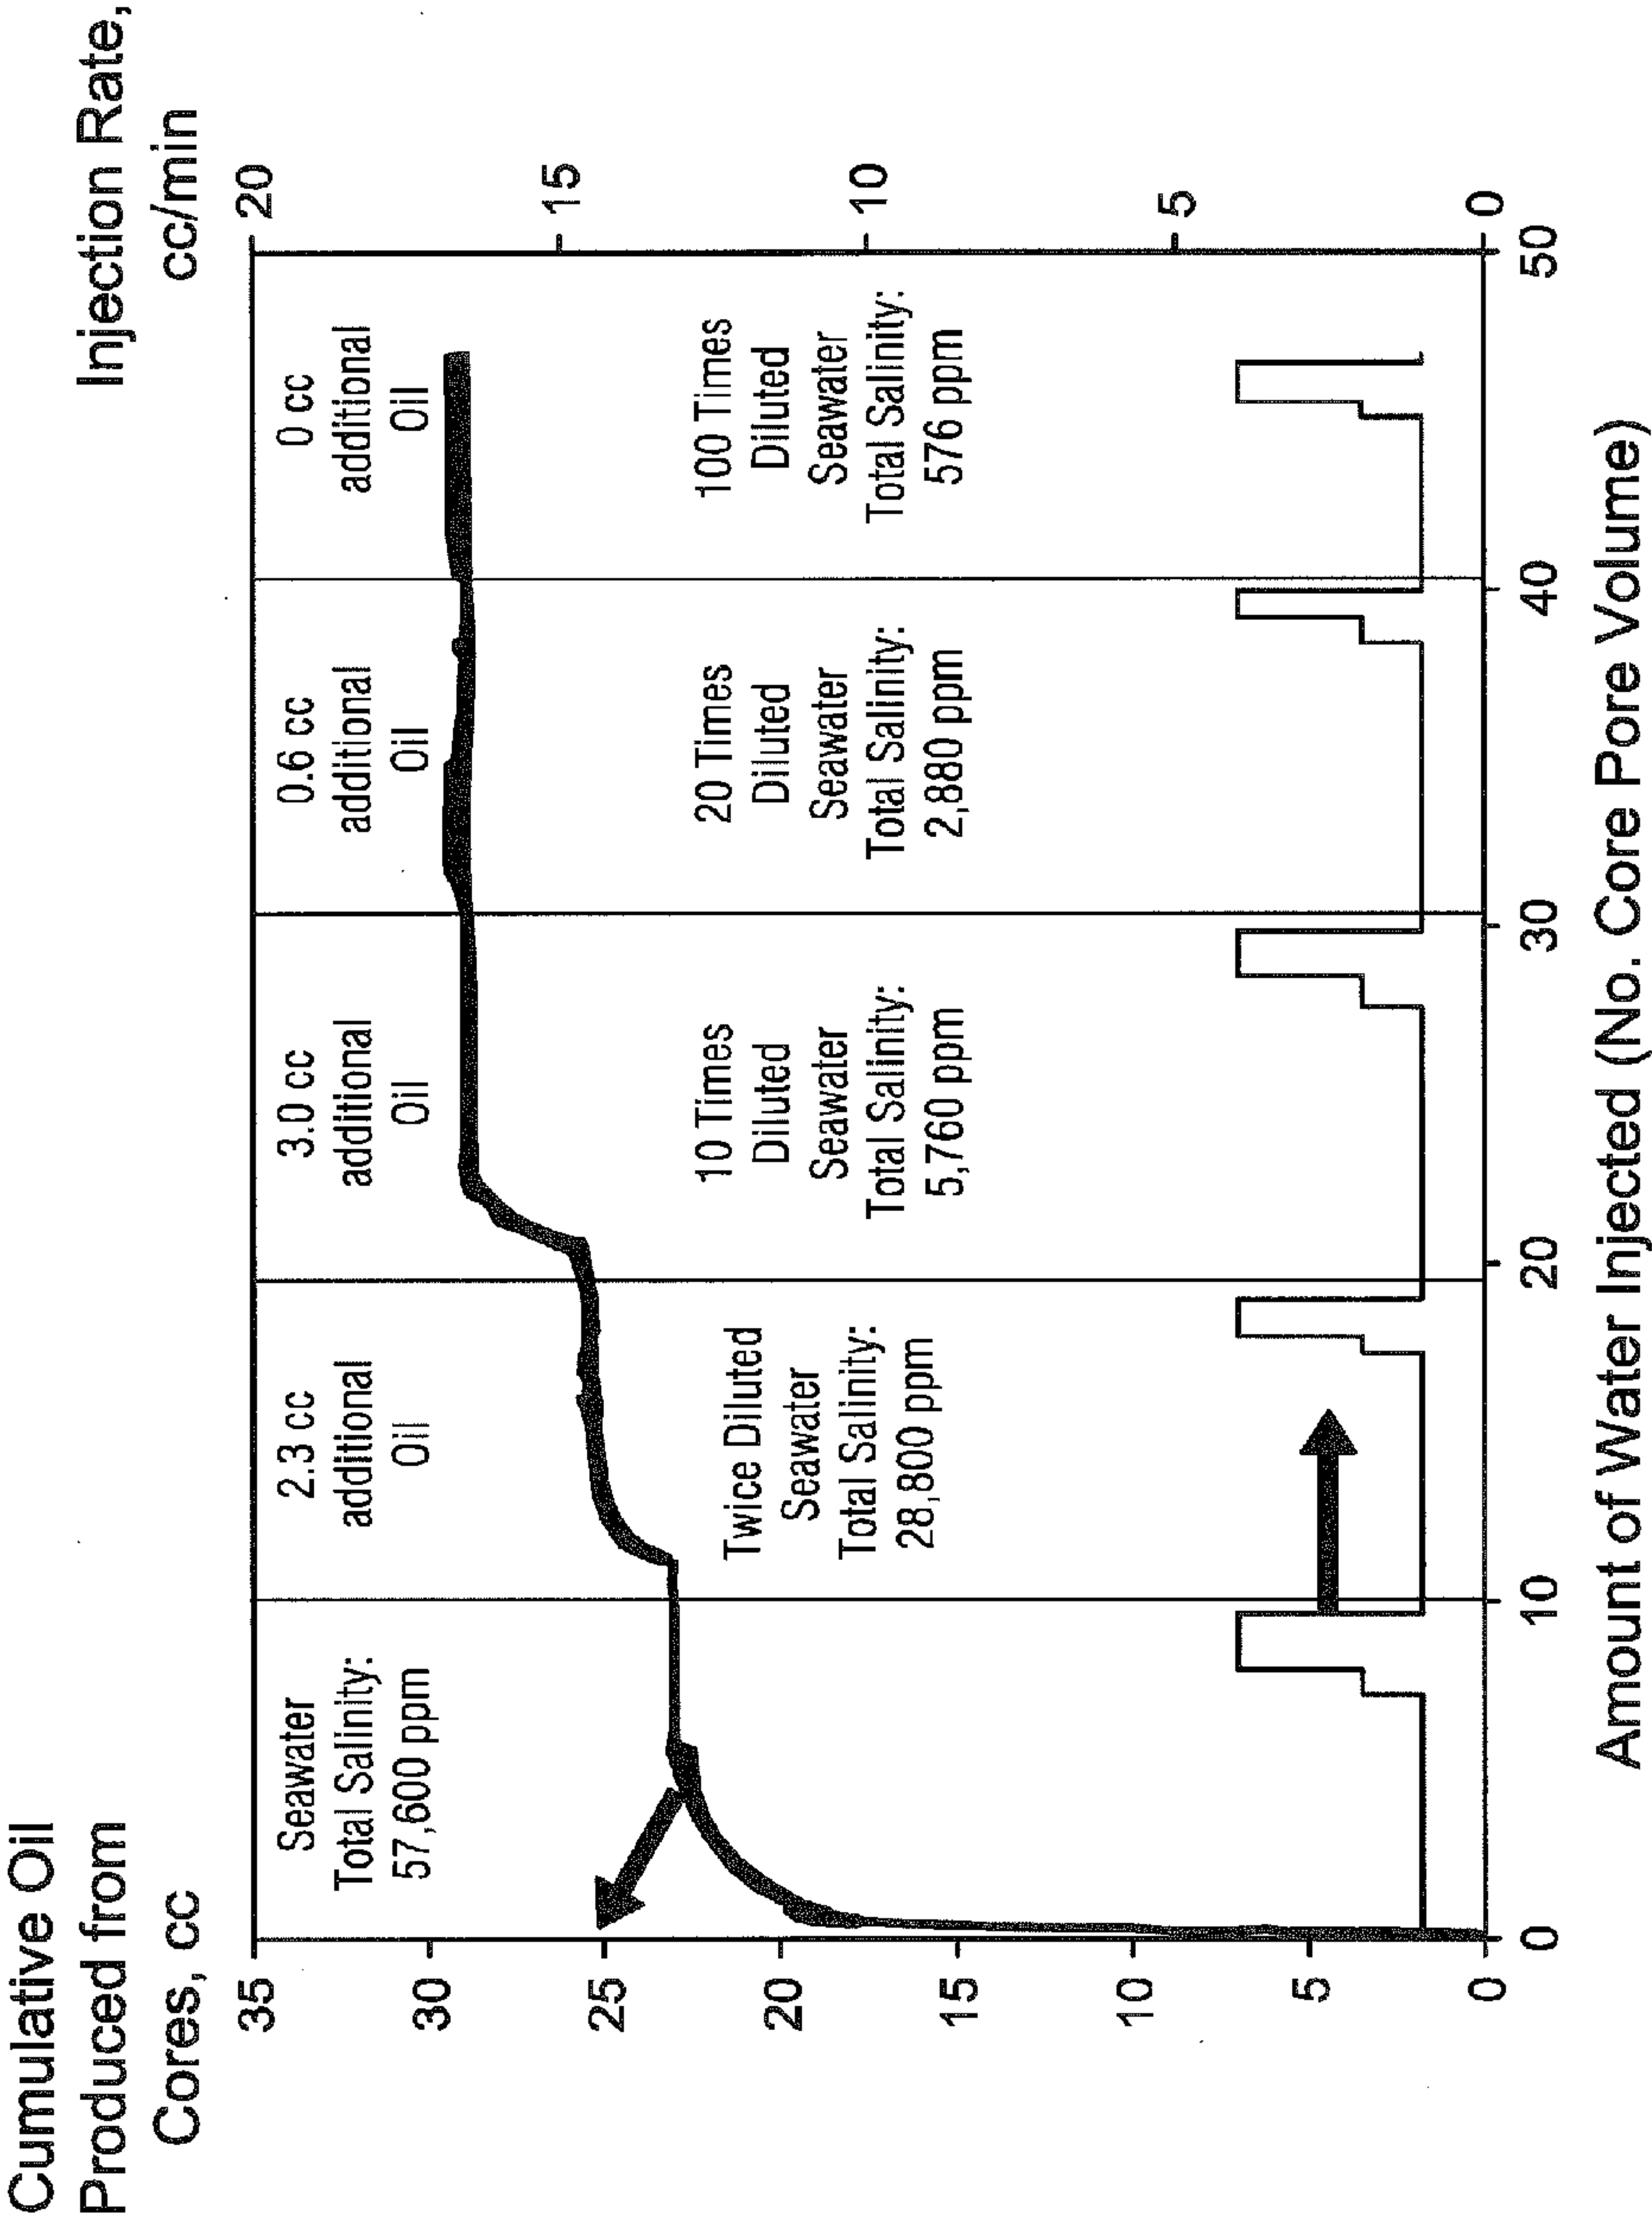 Cumulative Oil
Produced from
Cores, cc
Injection Rate,
cc/min
35
30
25
20
15
10
5
0
20
15
10
5
0
0
10
20
30
40
50
Seawater
Total Salinity:
57,600 ppm
2.3 cc
additional
Oil
3.0 cc
additional
Oil
0.6 cc
additional
Oil
0 cc
additional
Oil
Twice Diluted
Seawater
Total Salinity:
28,800 ppm
10 Times
Diluted
Seawater
Total Salinity:
5,760 ppm
20 Times
Diluted
Seawater
Total Salinity:
2,880 ppm
100 Times
Diluted
Seawater
Total Salinity:
576 ppm
Amount of Water Injected (No. Core Pore Volume)